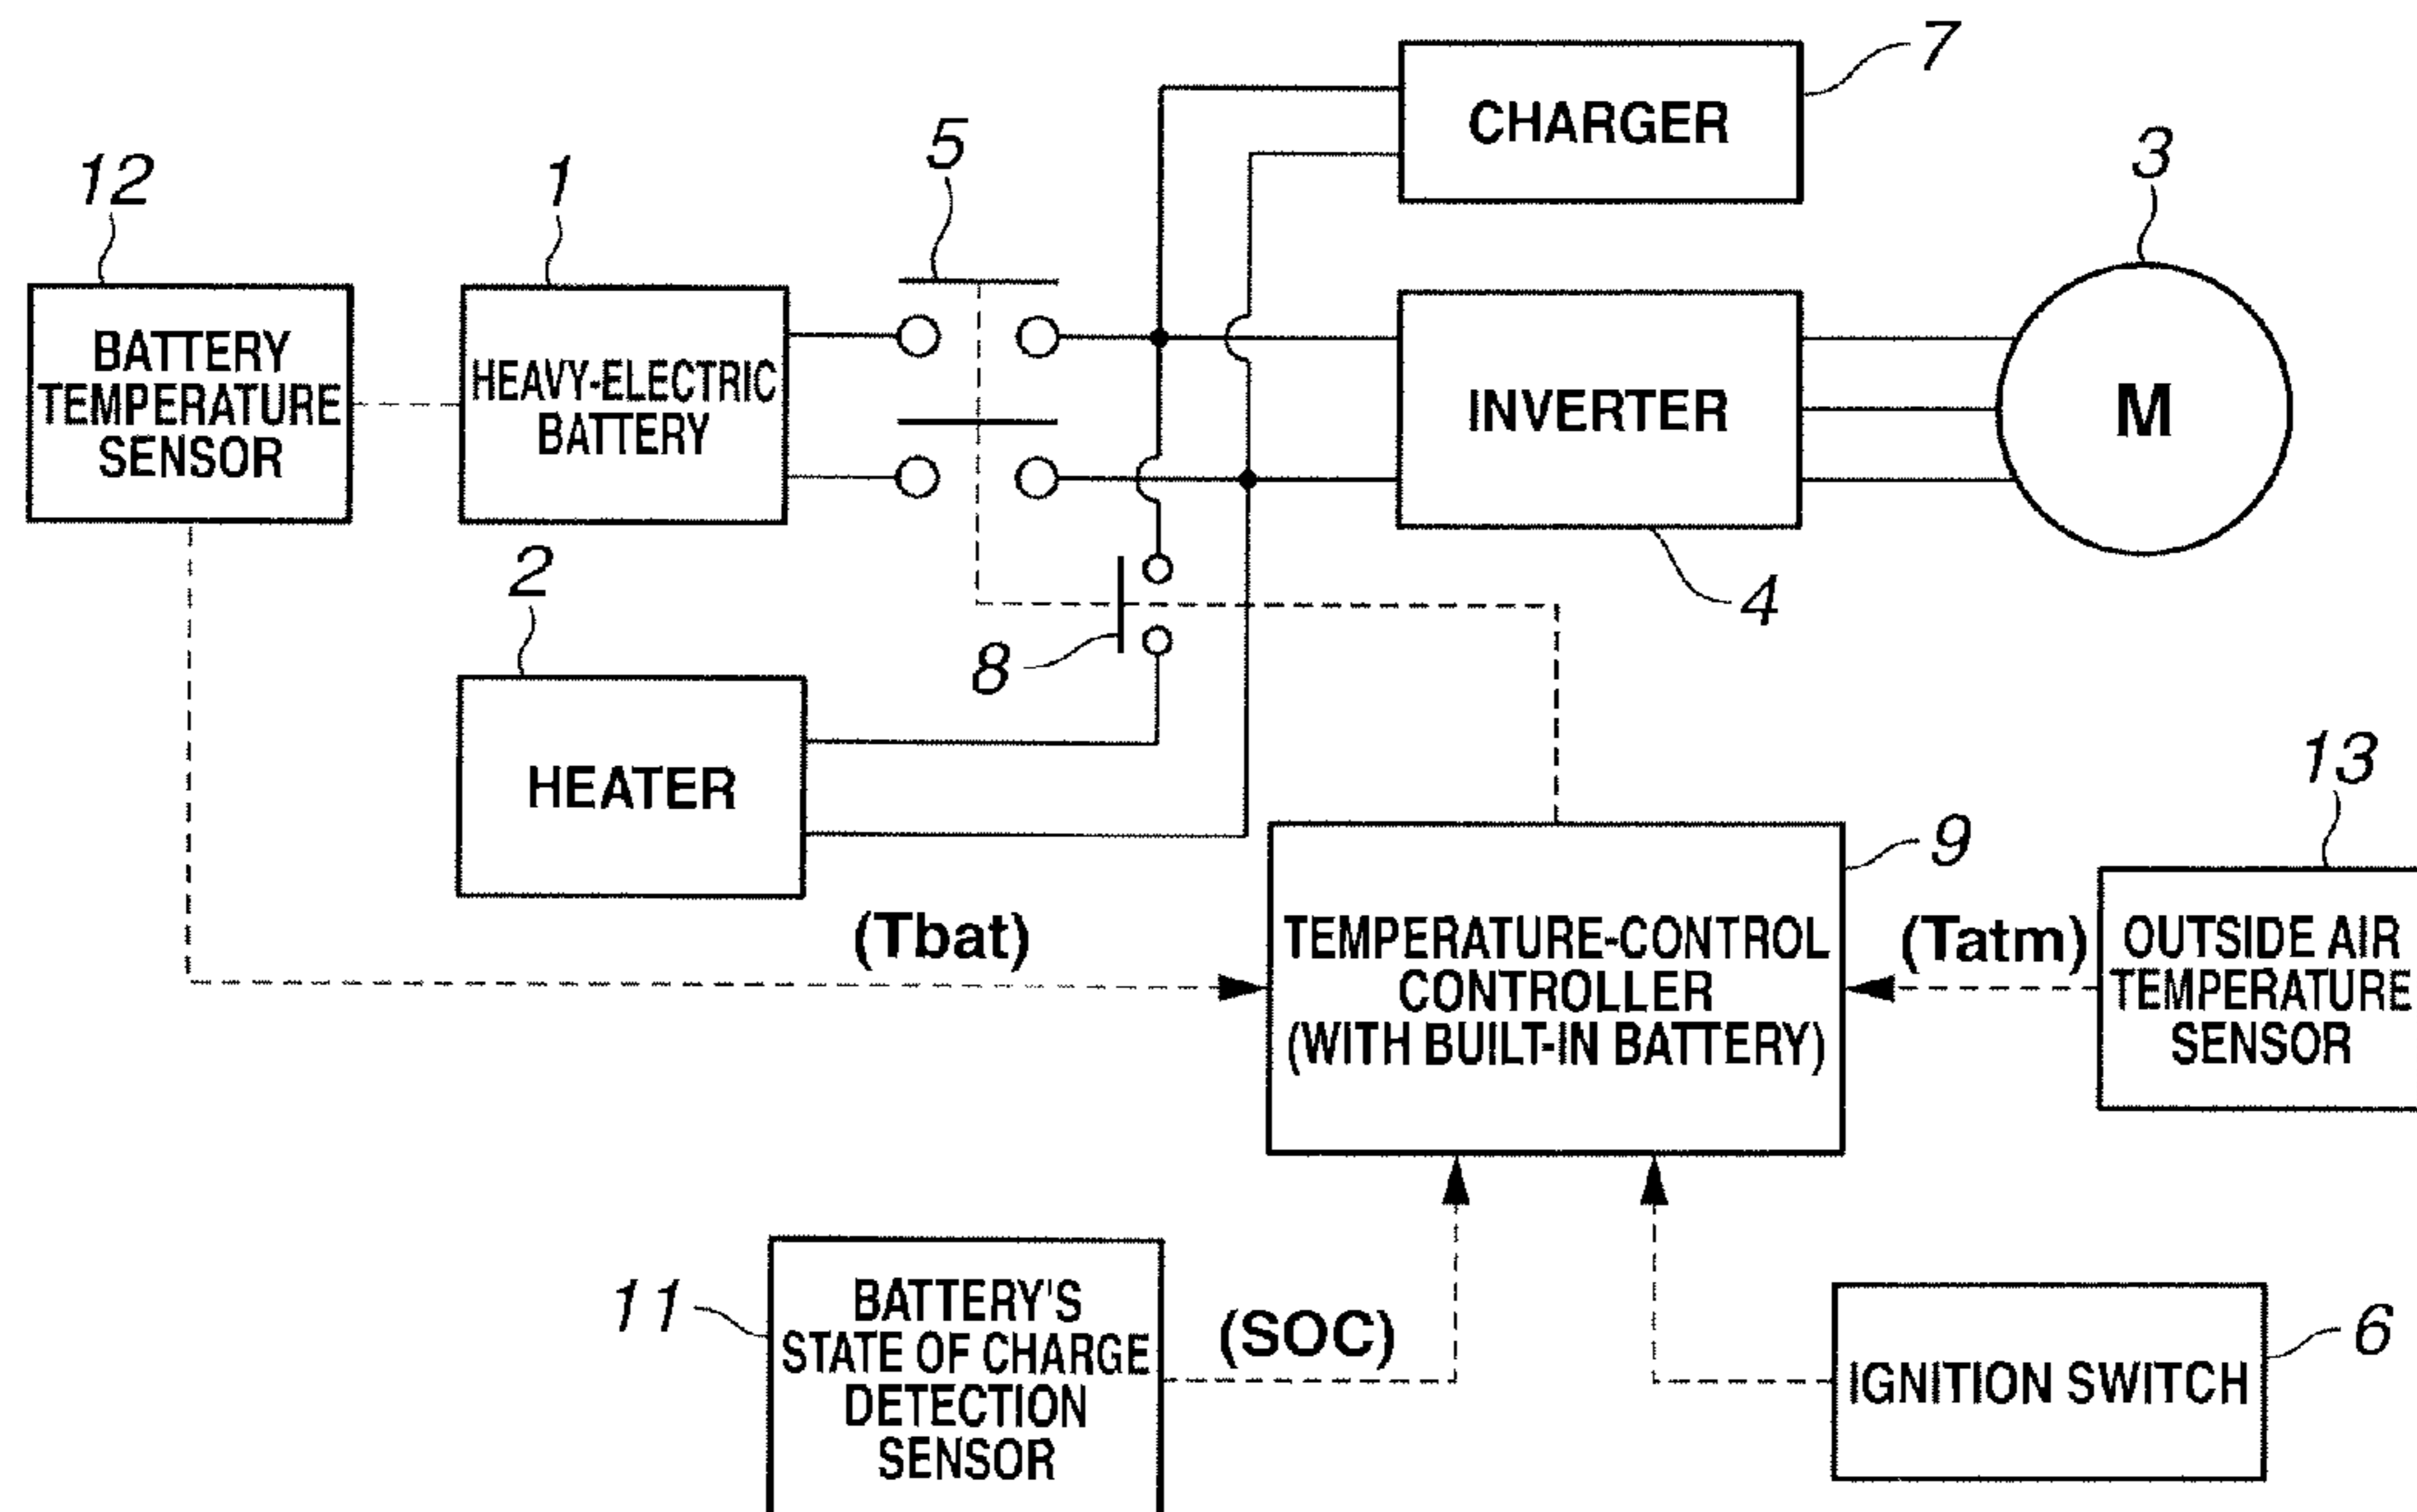 7
CHARGER
5
3
12
1
BATTERY
TEMPERATURE
SENSOR
HEAVY-ELECTRIC
BATTERY
INVERTER
M
2
4
8
HEATER
13
9
(Tbat)
TEMPERATURE-CONTROL
CONTROLLER
(WITH BUILT-IN BATTERY)
(Tatm)
OUTSIDE AIR
TEMPERATURE
SENSOR
11
BATTERY'S
STATE OF CHARGE
DETECTION
SENSOR
(SOC)
6
IGNITION SWITCH